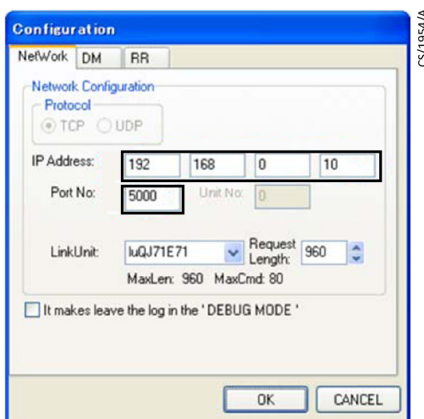 Configuration
NetWork DM RR
Network Configuration
Protocol
TCP UDP
IP Address: 192 168 0 10
Port No: 5000 Unit No: 0
LinkUnit: luQJ71E71 Request Length: 960
MaxLen: 960 MaxCmd: 80
It makes leave the log in the ' DEBUG MODE '
OK CANCEL
CS/1954/A